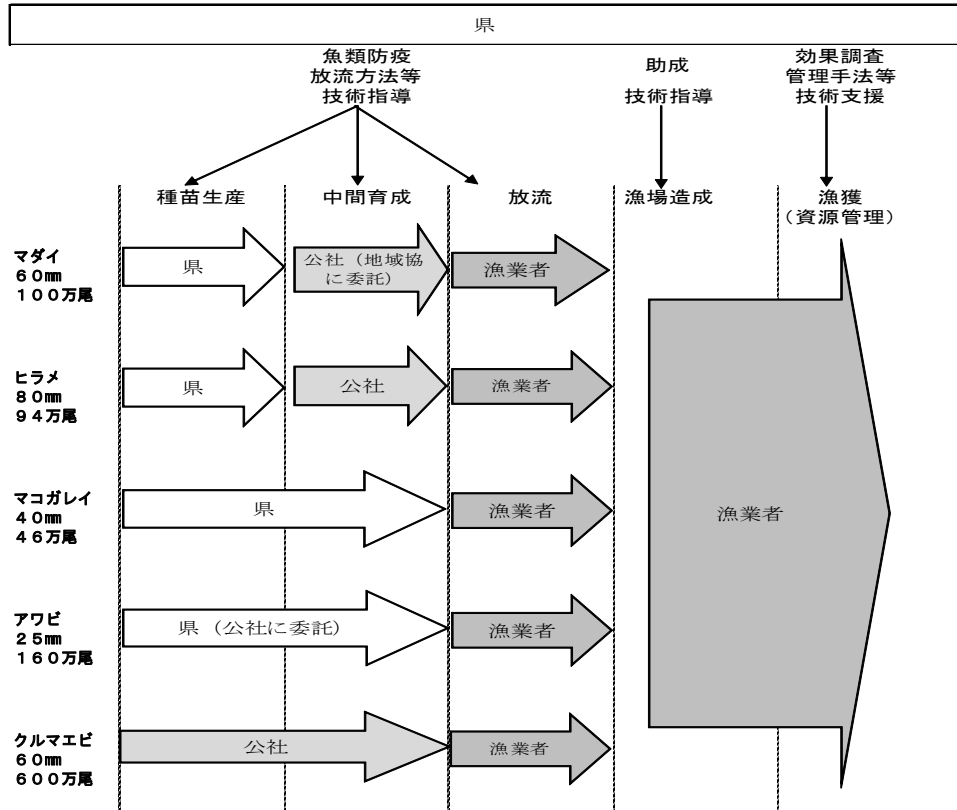 県
魚類防疫
放流方法等
技術指導
助成
技術指導
効果調査
管理手法等
技術支援
種苗生産
中間育成
放流
漁場造成
漁獲
(資源管理)
マダイ
60㎜
100万尾
県
公社(地域協
に委託)
漁業者
ヒラメ
80㎜
94万尾
県
公社
漁業者
マコガレイ
40㎜
46万尾
県
漁業者
漁業者
アワビ
25㎜
160万尾
県(公社に委託)
漁業者
クルマエビ
60㎜
600万尾
公社
漁業者